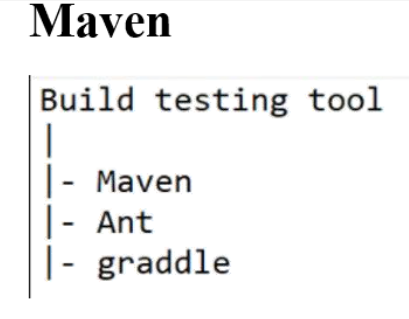 Maven
Build testing tool
|
|- Maven
|- Ant
|- graddle